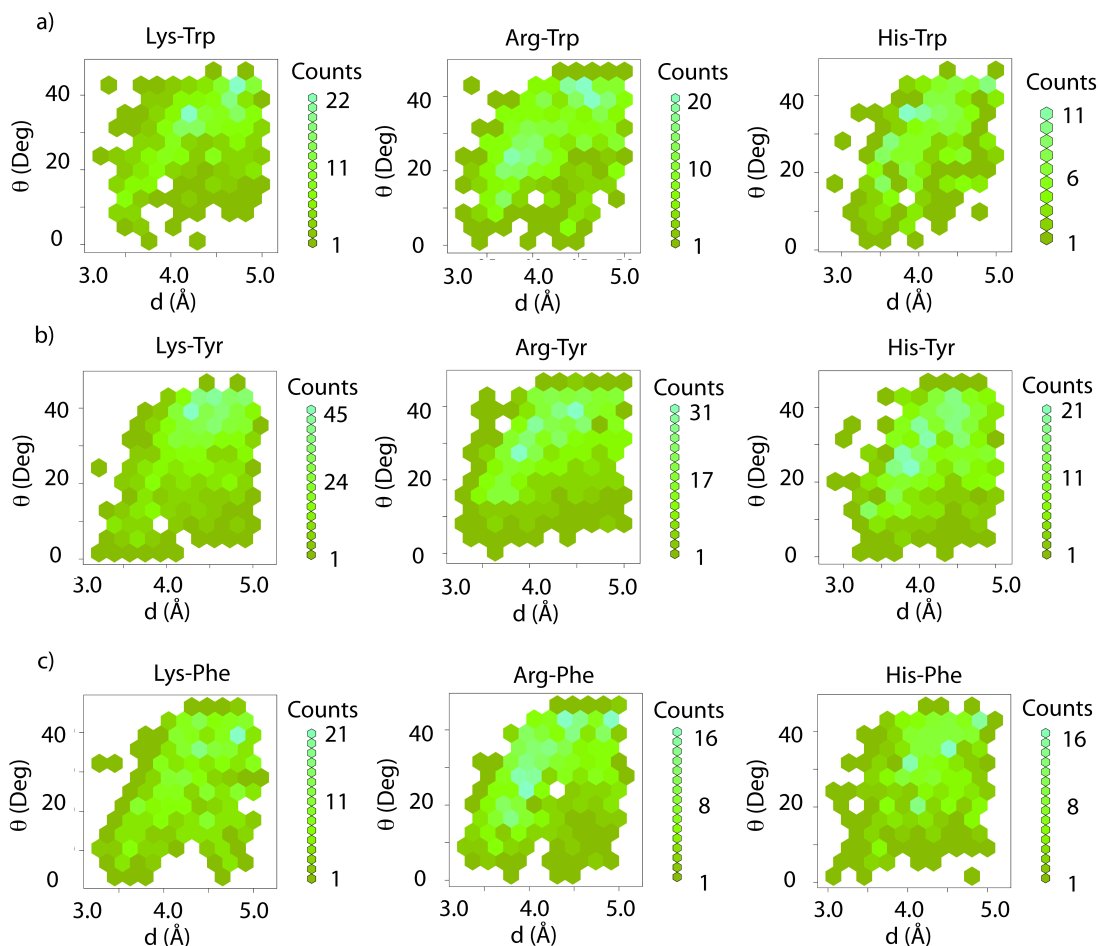 a)
Lys-Trp
Arg-Trp
His-Trp
Counts
22
11
1
Counts
20
10
1
Counts
11
6
1
θ (Deg)
40
20
0
θ (Deg)
40
20
0
θ (Deg)
40
20
0
3.0 4.0 5.0
d (Å)
3.0 4.0 5.0
d (Å)
3.0 4.0 5.0
d (Å)
b)
Lys-Tyr
Arg-Tyr
His-Tyr
Counts
45
24
1
Counts
31
17
1
Counts
21
11
1
θ (Deg)
40
20
0
θ (Deg)
40
20
0
θ (Deg)
40
20
0
3.0 4.0 5.0
d (Å)
3.0 4.0 5.0
d (Å)
3.0 4.0 5.0
d (Å)
c)
Lys-Phe
Arg-Phe
His-Phe
Counts
21
11
1
Counts
16
8
1
Counts
16
8
1
θ (Deg)
40
20
0
θ (Deg)
40
20
0
θ (Deg)
40
20
0
3.0 4.0 5.0
d (Å)
3.0 4.0 5.0
d (Å)
3.0 4.0 5.0
d (Å)